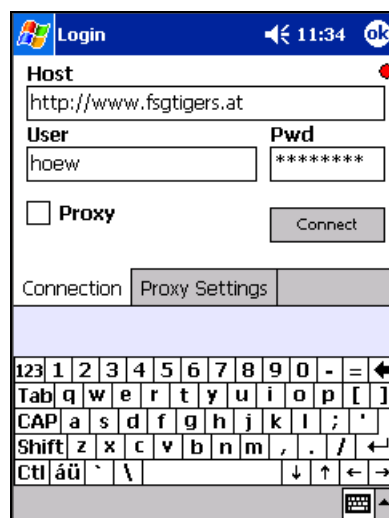 Login 11:34 ok
Host
http://www.fsgtigers.at
User Pwd
hoew ********
Proxy
Connect
Connection Proxy Settings
123 1 2 3 4 5 6 7 8 9 0 - =
Tab q w e r t y u i o p [ ]
CAP a s d f g h j k l ; '
Shift z x c v b n m , . /
Ctl áü ` \